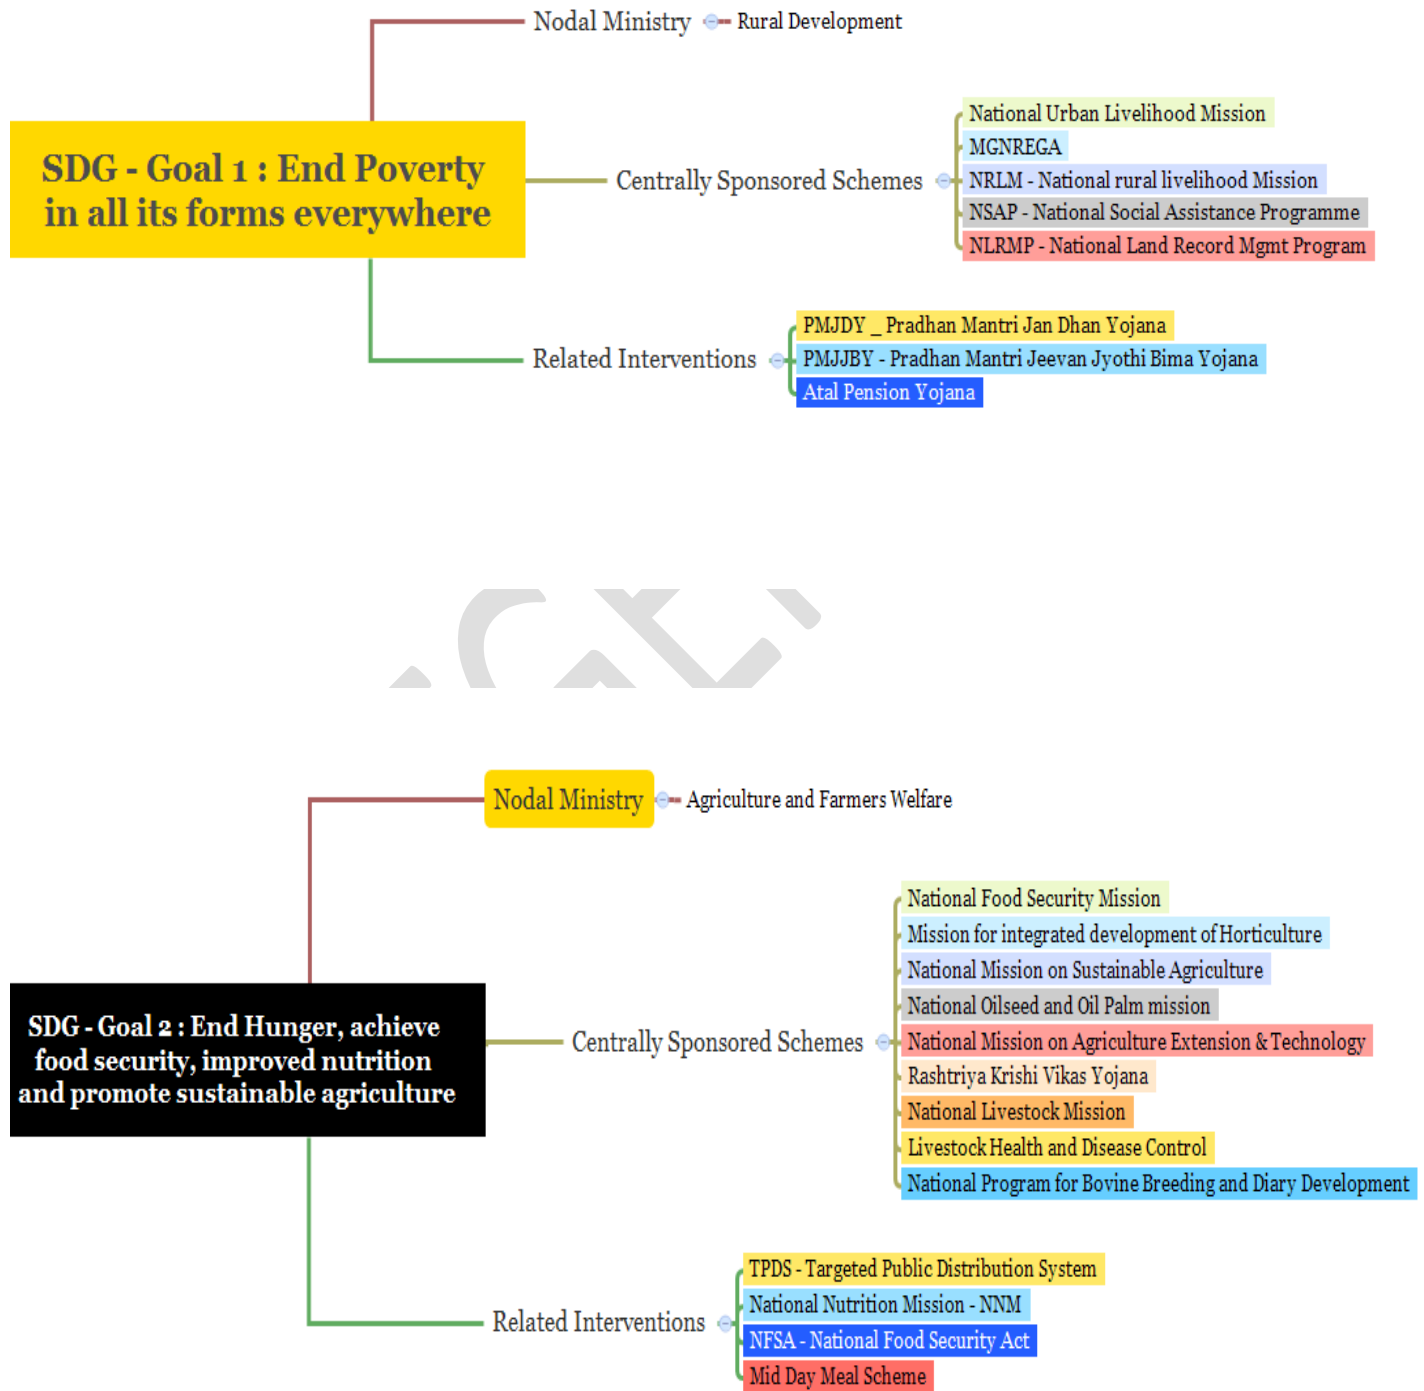 Nodal Ministry
Rural Development
SDG - Goal 1 : End Poverty
in all its forms everywhere
Centrally Sponsored Schemes
National Urban Livelihood Mission
MGNREGA
NRLM - National rural livelihood Mission
NSAP - National Social Assistance Programme
NLRMP - National Land Record Mgmt Program
Related Interventions
PMJDY _ Pradhan Mantri Jan Dhan Yojana
PMJJBY - Pradhan Mantri Jeevan Jyothi Bima Yojana
Atal Pension Yojana
Nodal Ministry
Agriculture and Farmers Welfare
SDG - Goal 2 : End Hunger, achieve
food security, improved nutrition
and promote sustainable agriculture
Centrally Sponsored Schemes
National Food Security Mission
Mission for integrated development of Horticulture
National Mission on Sustainable Agriculture
National Oilseed and Oil Palm mission
National Mission on Agriculture Extension & Technology
Rashtriya Krishi Vikas Yojana
National Livestock Mission
Livestock Health and Disease Control
National Program for Bovine Breeding and Diary Development
Related Interventions
TPDS - Targeted Public Distribution System
National Nutrition Mission - NNM
NFSA - National Food Security Act
Mid Day Meal Scheme